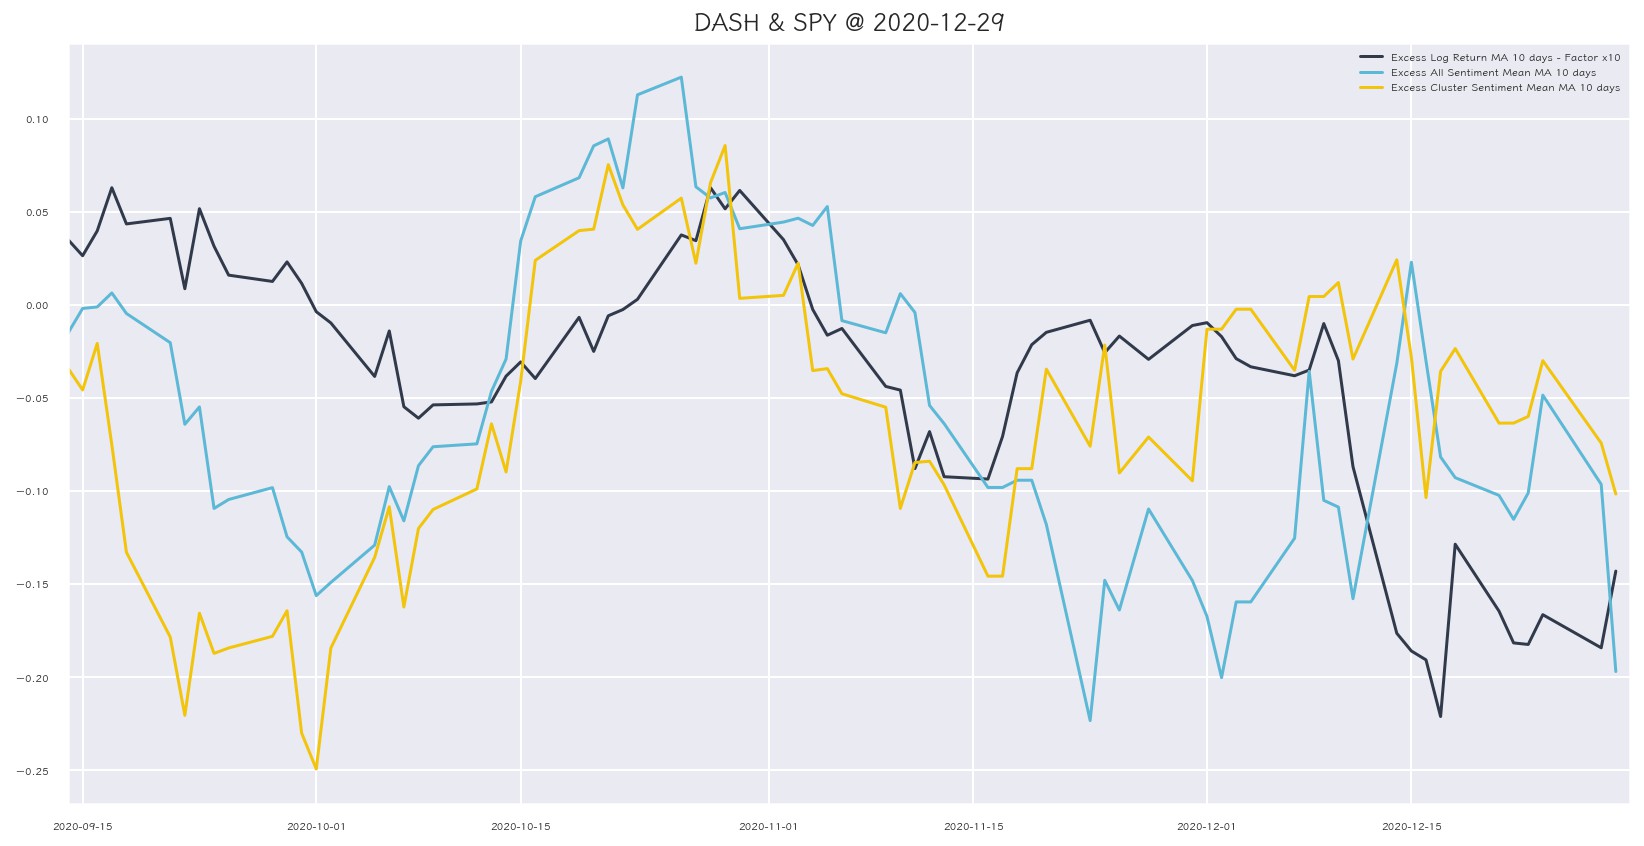 DASH & SPY @ 2020-12-29
Excess Log Return MA 10 days - Factor x10
Excess All Sentiment Mean MA 10 days
Excess Cluster Sentiment Mean MA 10 days
0.10
0.05
0.00
−0.05
−0.10
−0.15
−0.20
−0.25
2020-09-15 2020-10-01 2020-10-15 2020-11-01 2020-11-15 2020-12-01 2020-12-15